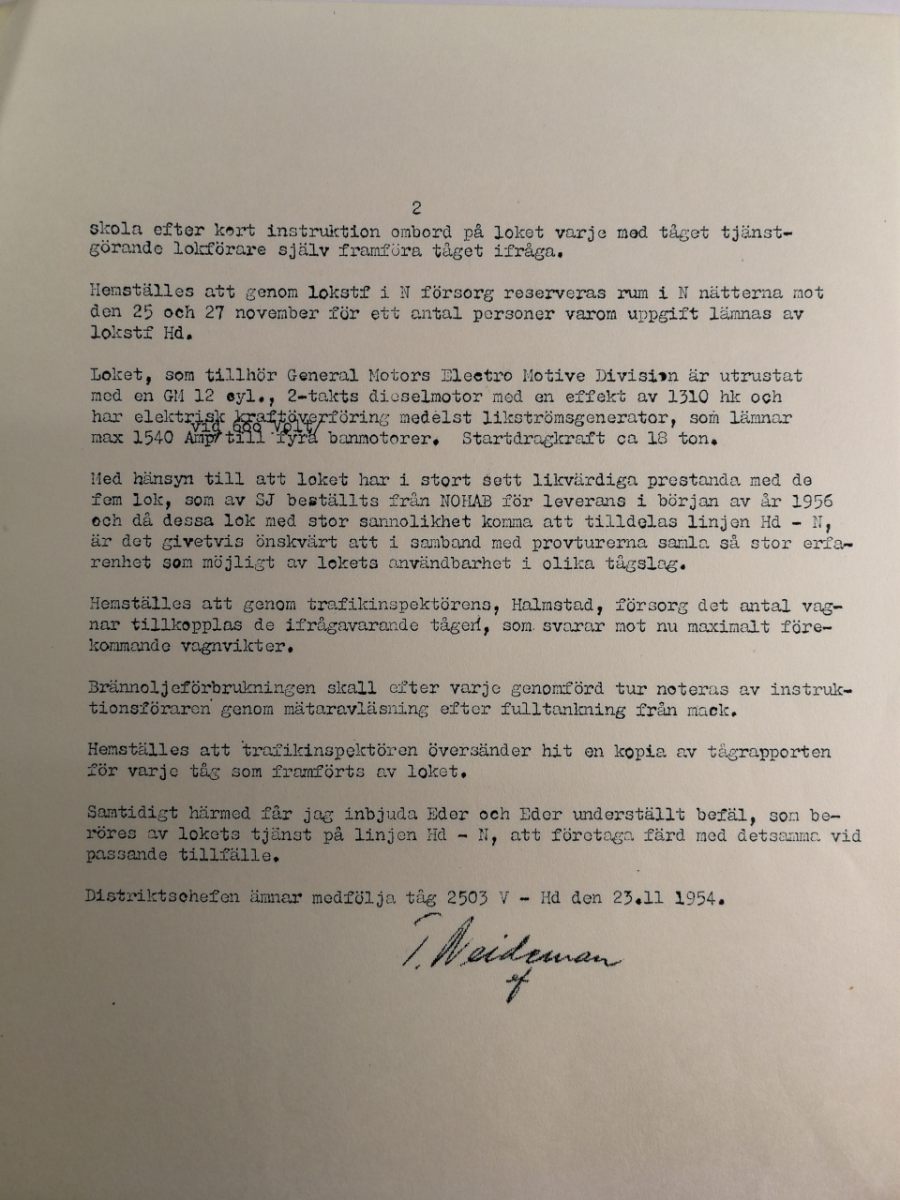 2
skola efter kort instruktion ombord på loket varje med tåget tjänst-
görande lokförare själv framföra tåget ifråga.
Hemställes att genom lokstf i N försorg reserveras rum i N nätterna mot
den 25 och 27 november för ett antal personer varom uppgift lämnas av
lokstf Hd.
Loket, som tillhör General Motors Electro Motive Division är utrustat
med en GM 12 cyl., 2-takts dieselmotor med en effekt av 1310 hk och
har elektrisk kraftöverföring medelst likströmsgenerator, som lämnar
vid 600 Volt/
max 1540 Amp/till fyra banmotorer. Startdragkraft ca 18 ton.
Med hänsyn till att loket har i stort sett likvärdiga prestanda med de
fem lok, som av SJ beställts från NOHAB för leverans i början av år 1956
och då dessa lok med stor sannolikhet komma att tilldelas linjen Hd - N,
är det givetvis önskvärt att i samband med provturerna samla så stor erfa-
renhet som möjligt av lokets användbarhet i olika tågslag.
Hemställes att genom trafikinspektörens, Halmstad, försorg det antal vag-
nar tillkopplas de ifrågavarande tågen, som svarar mot nu maximalt före-
kommande vagnvikter.
Brännoljeförbrukningen skall efter varje genomförd tur noteras av instruk-
tionsföraren genom mätaravläsning efter fulltankning från mack.
Hemställes att trafikinspektören översänder hit en kopia av tågrapporten
för varje tåg som framförts av loket.
Samtidigt härmed får jag inbjuda Eder och Eder underställt befäl, som be-
röres av lokets tjänst på linjen Hd - N, att företaga färd med detsamma vid
passande tillfälle.
Distriktschefen ämnar medfölja tåg 2503 V - Hd den 23.11 1954.
T. Weideman
ef